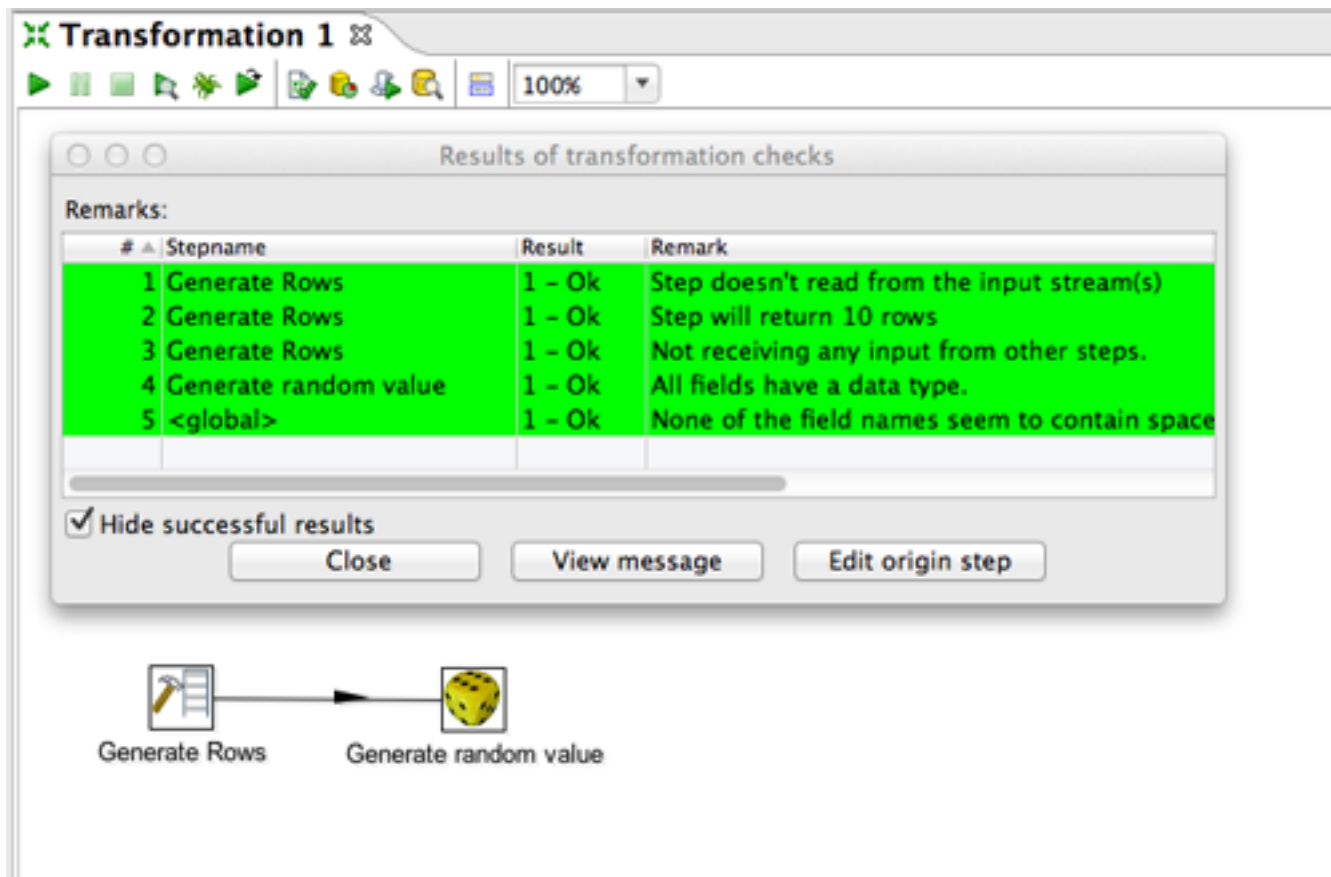 Transformation 1
100%
Results of transformation checks
Remarks:
# Stepname Result Remark
1 Generate Rows 1 - Ok Step doesn't read from the input stream(s)
2 Generate Rows 1 - Ok Step will return 10 rows
3 Generate Rows 1 - Ok Not receiving any input from other steps.
4 Generate random value 1 - Ok All fields have a data type.
5 <global> 1 - Ok None of the field names seem to contain space
Hide successful results
Close View message Edit origin step
Generate Rows Generate random value